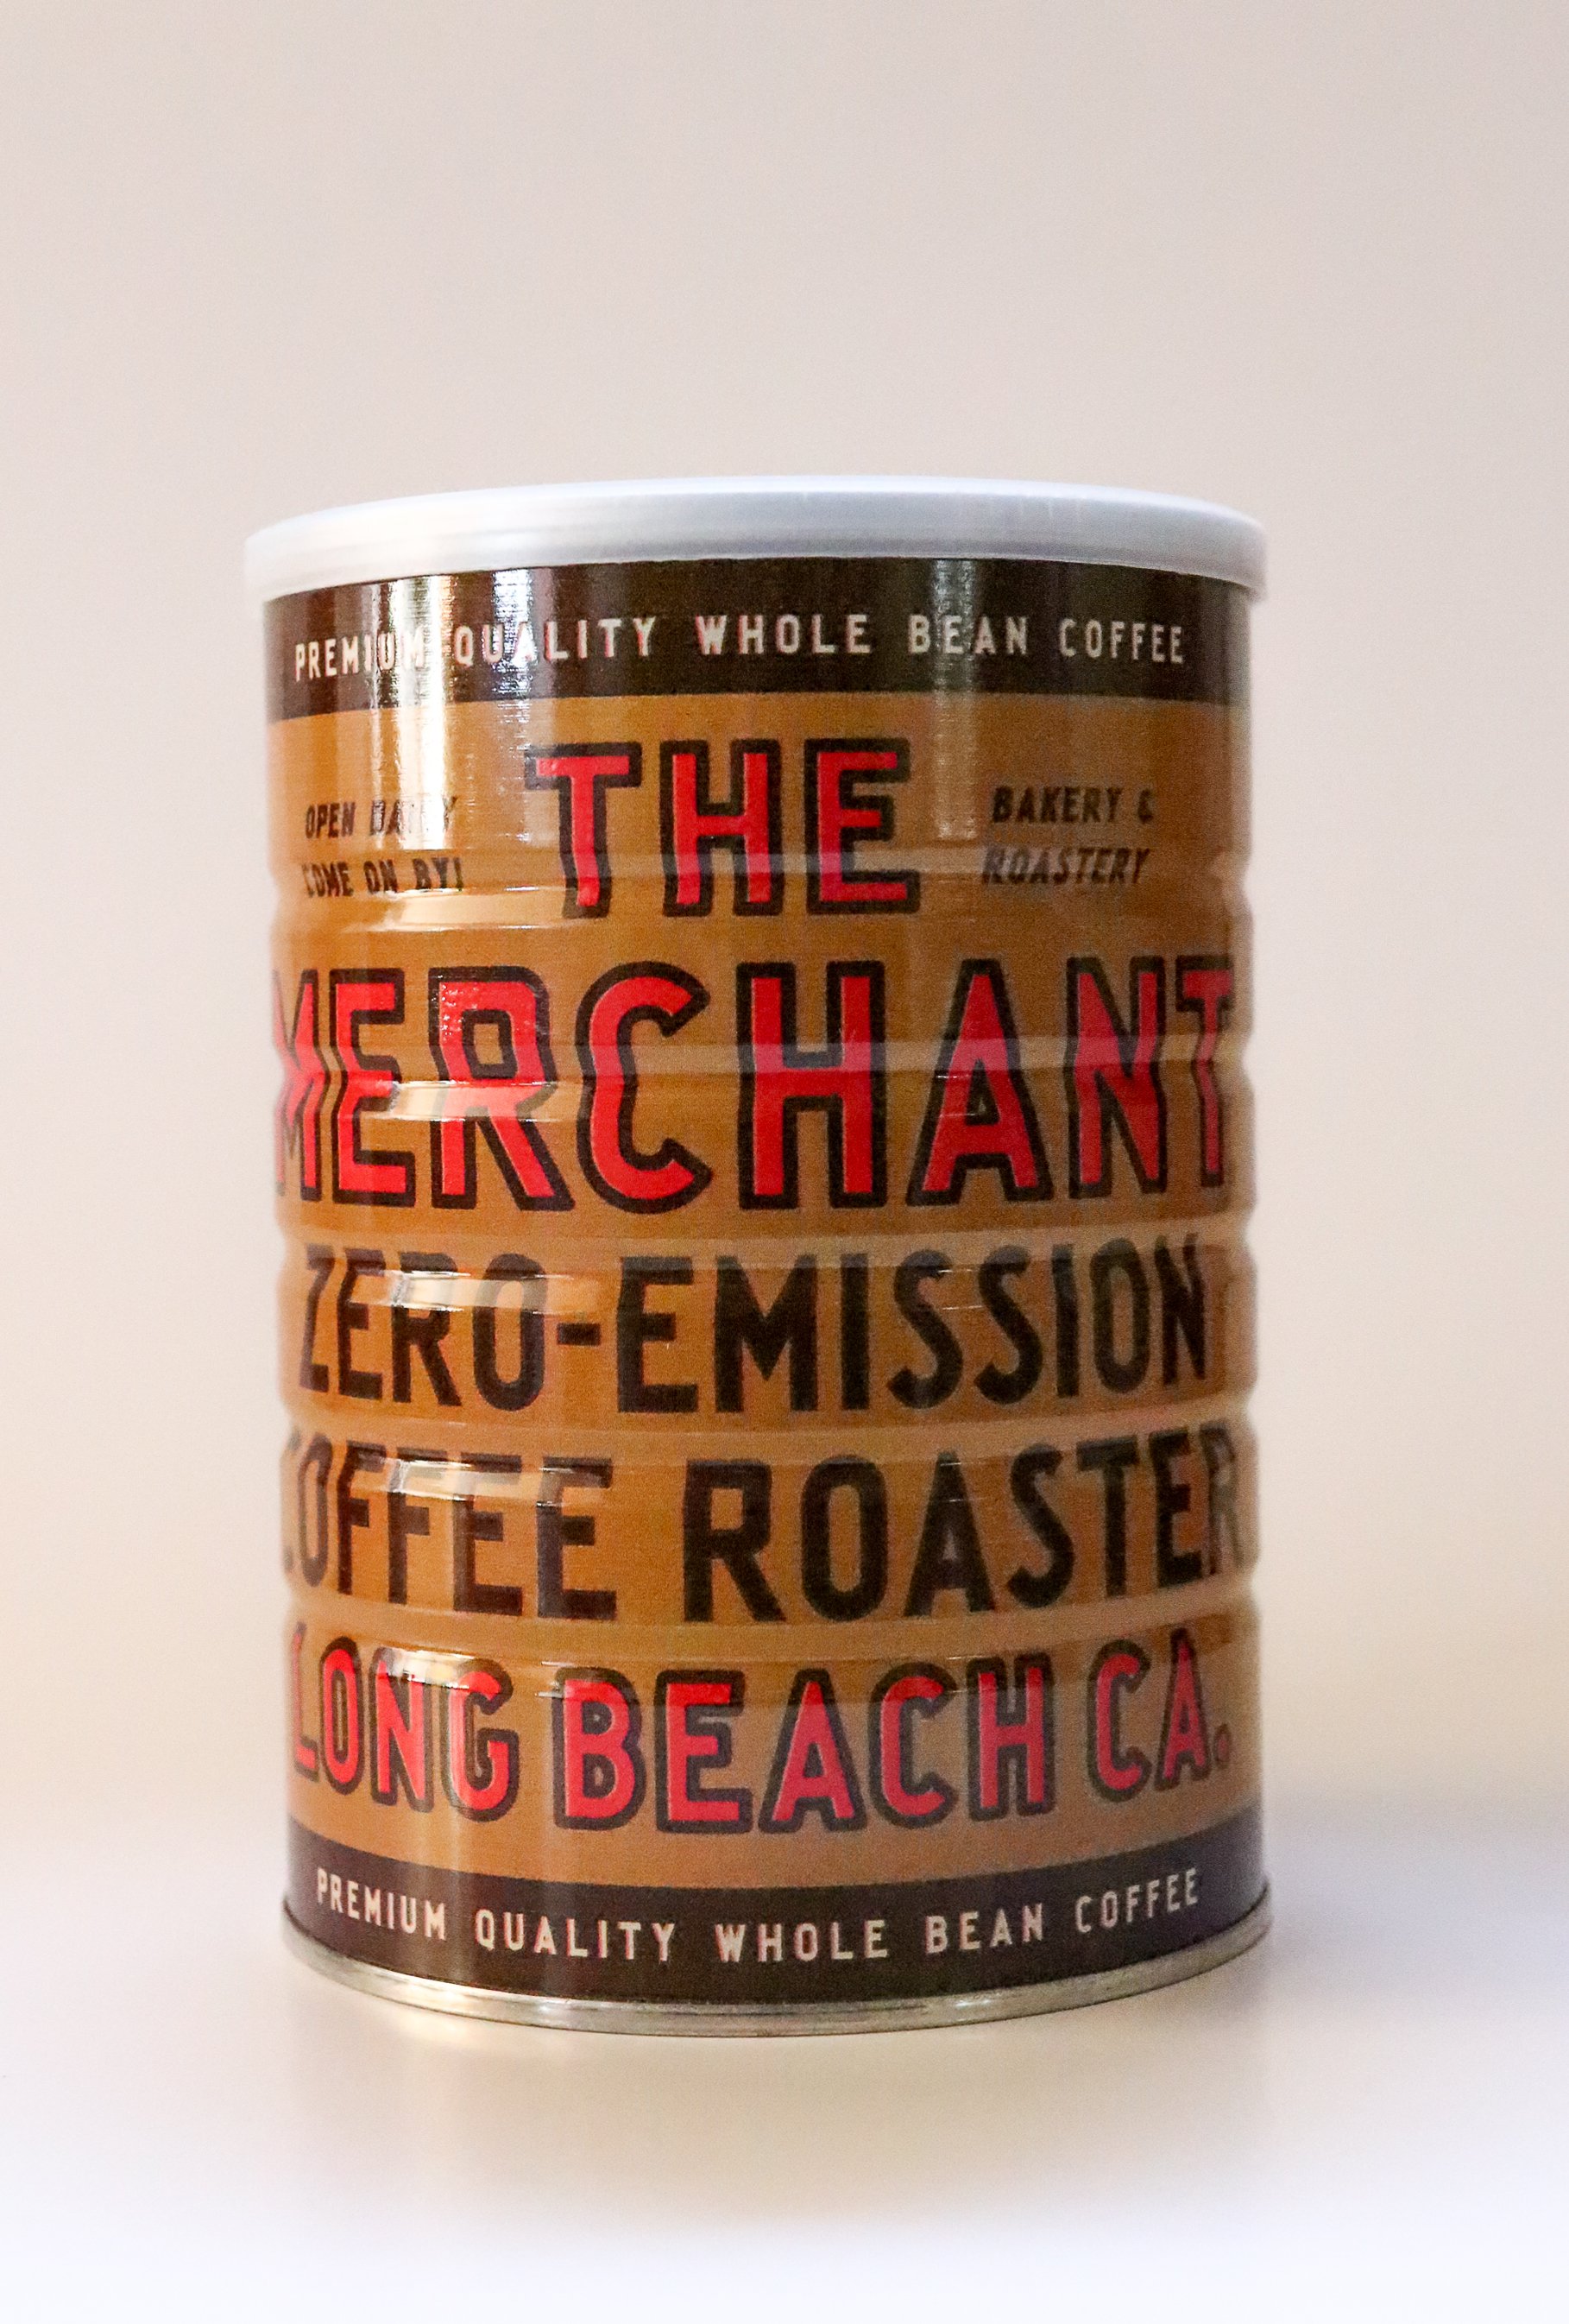 PREMIUM QUALITY WHOLE BEAN COFFEE
OPEN DAILY
COME ON BY!
THE
BAKERY &
ROASTERY
MERCHANT
ZERO-EMISSION
COFFEE ROASTER
LONG BEACH CA.
PREMIUM QUALITY WHOLE BEAN COFFEE